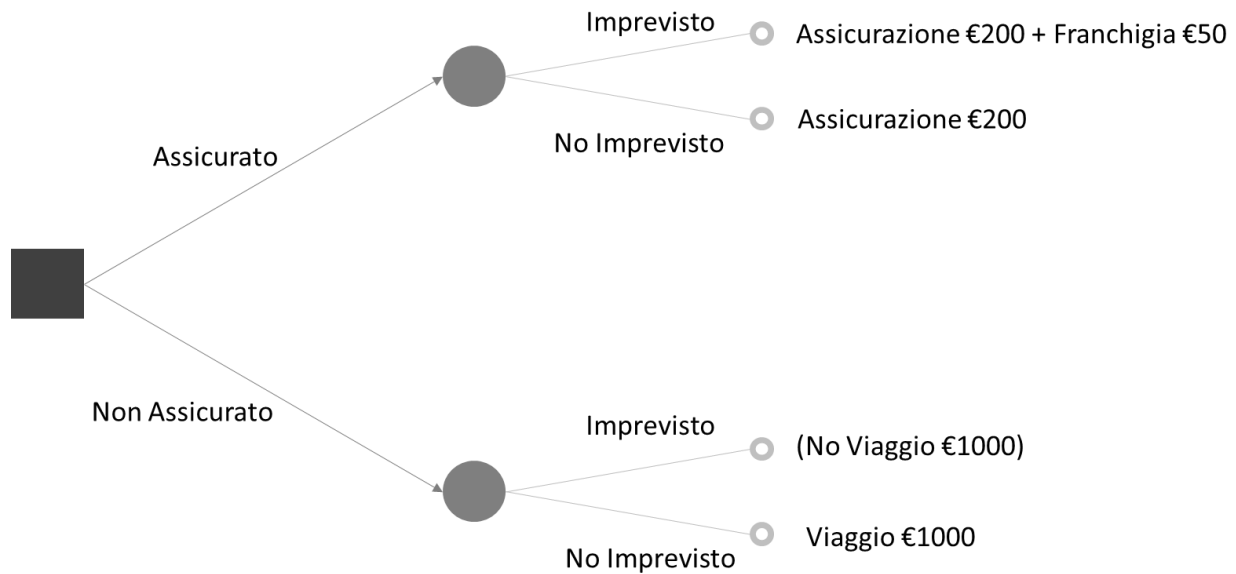 Imprevisto
Assicurazione €200 + Franchigia €50
Assicurazione €200
No Imprevisto
Assicurato
Non Assicurato
Imprevisto
(No Viaggio €1000)
Viaggio €1000
No Imprevisto